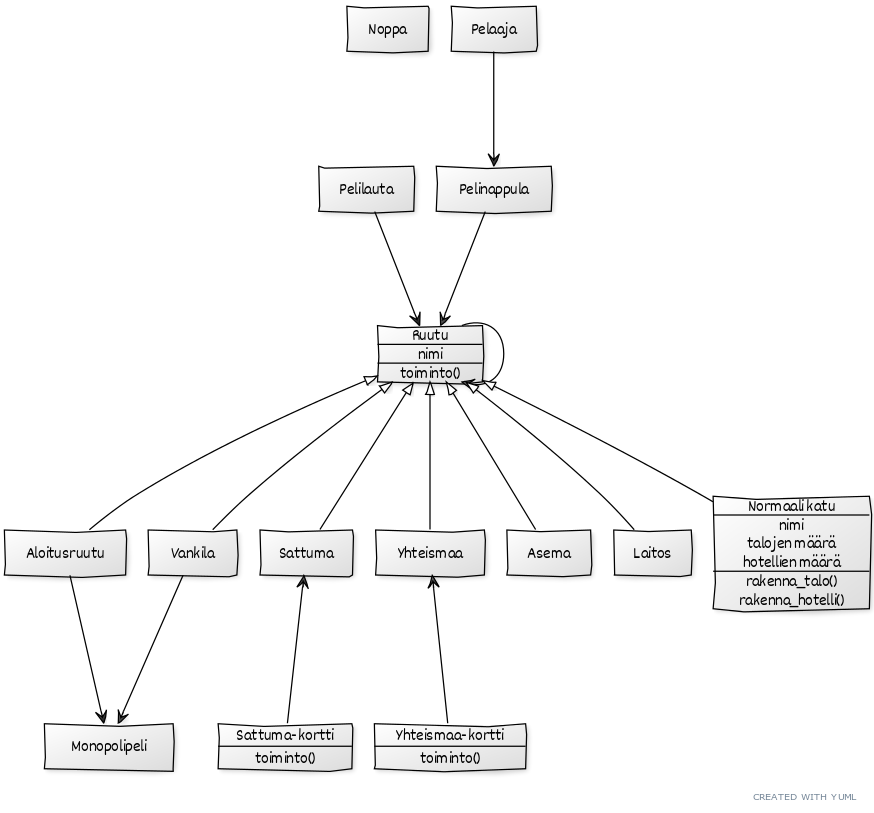 Noppa
Pelaaja
Pelilauta
Pelinappula
Ruutu
nimi
toiminto()
Aloitusruutu
Vankila
Sattuma
Yhteismaa
Asema
Laitos
Normaalikatu
nimi
talojen määrä
hotellien määrä
rakenna_talo()
rakenna_hotelli()
Monopolipeli
Sattuma-kortti
toiminto()
Yhteismaa-kortti
toiminto()
CREATED WITH YUML